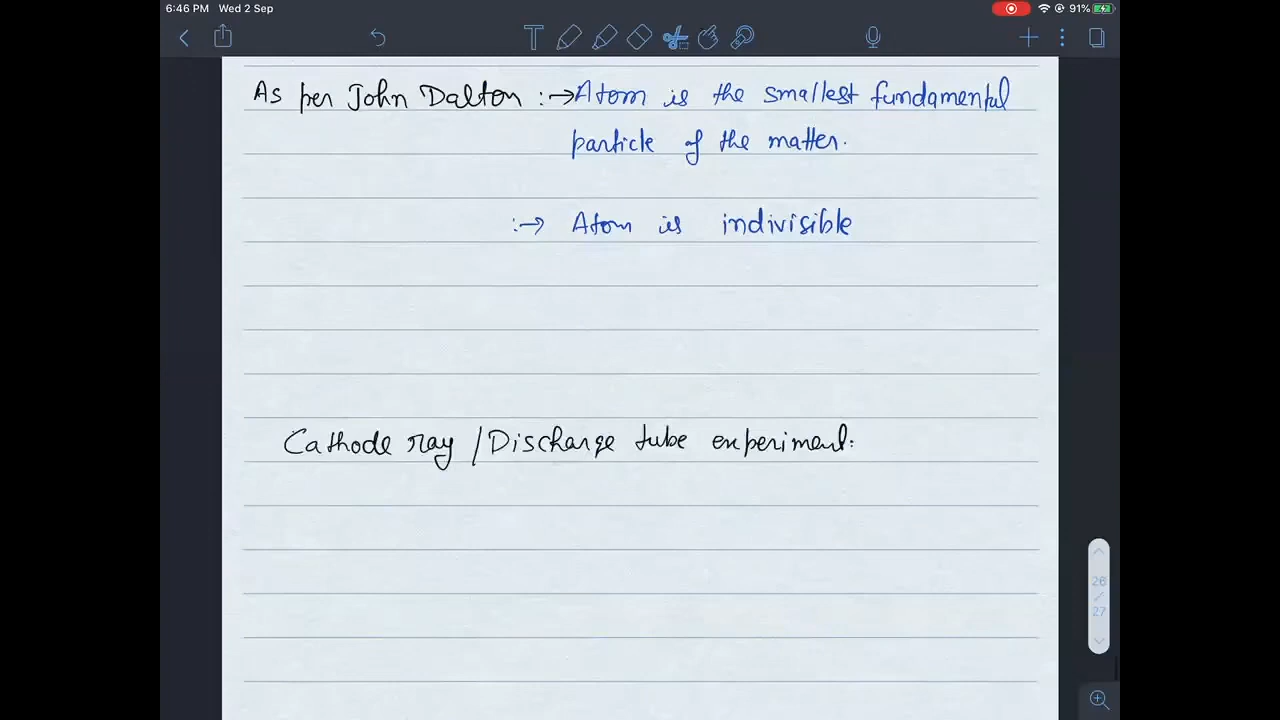 6:46 PM Wed 2 Sep 91%
As per John Dalton :→ Atom is the smallest fundamental
particle of the matter.
:→ Atom is indivisible
Cathode ray / Discharge tube experiment:
26
27